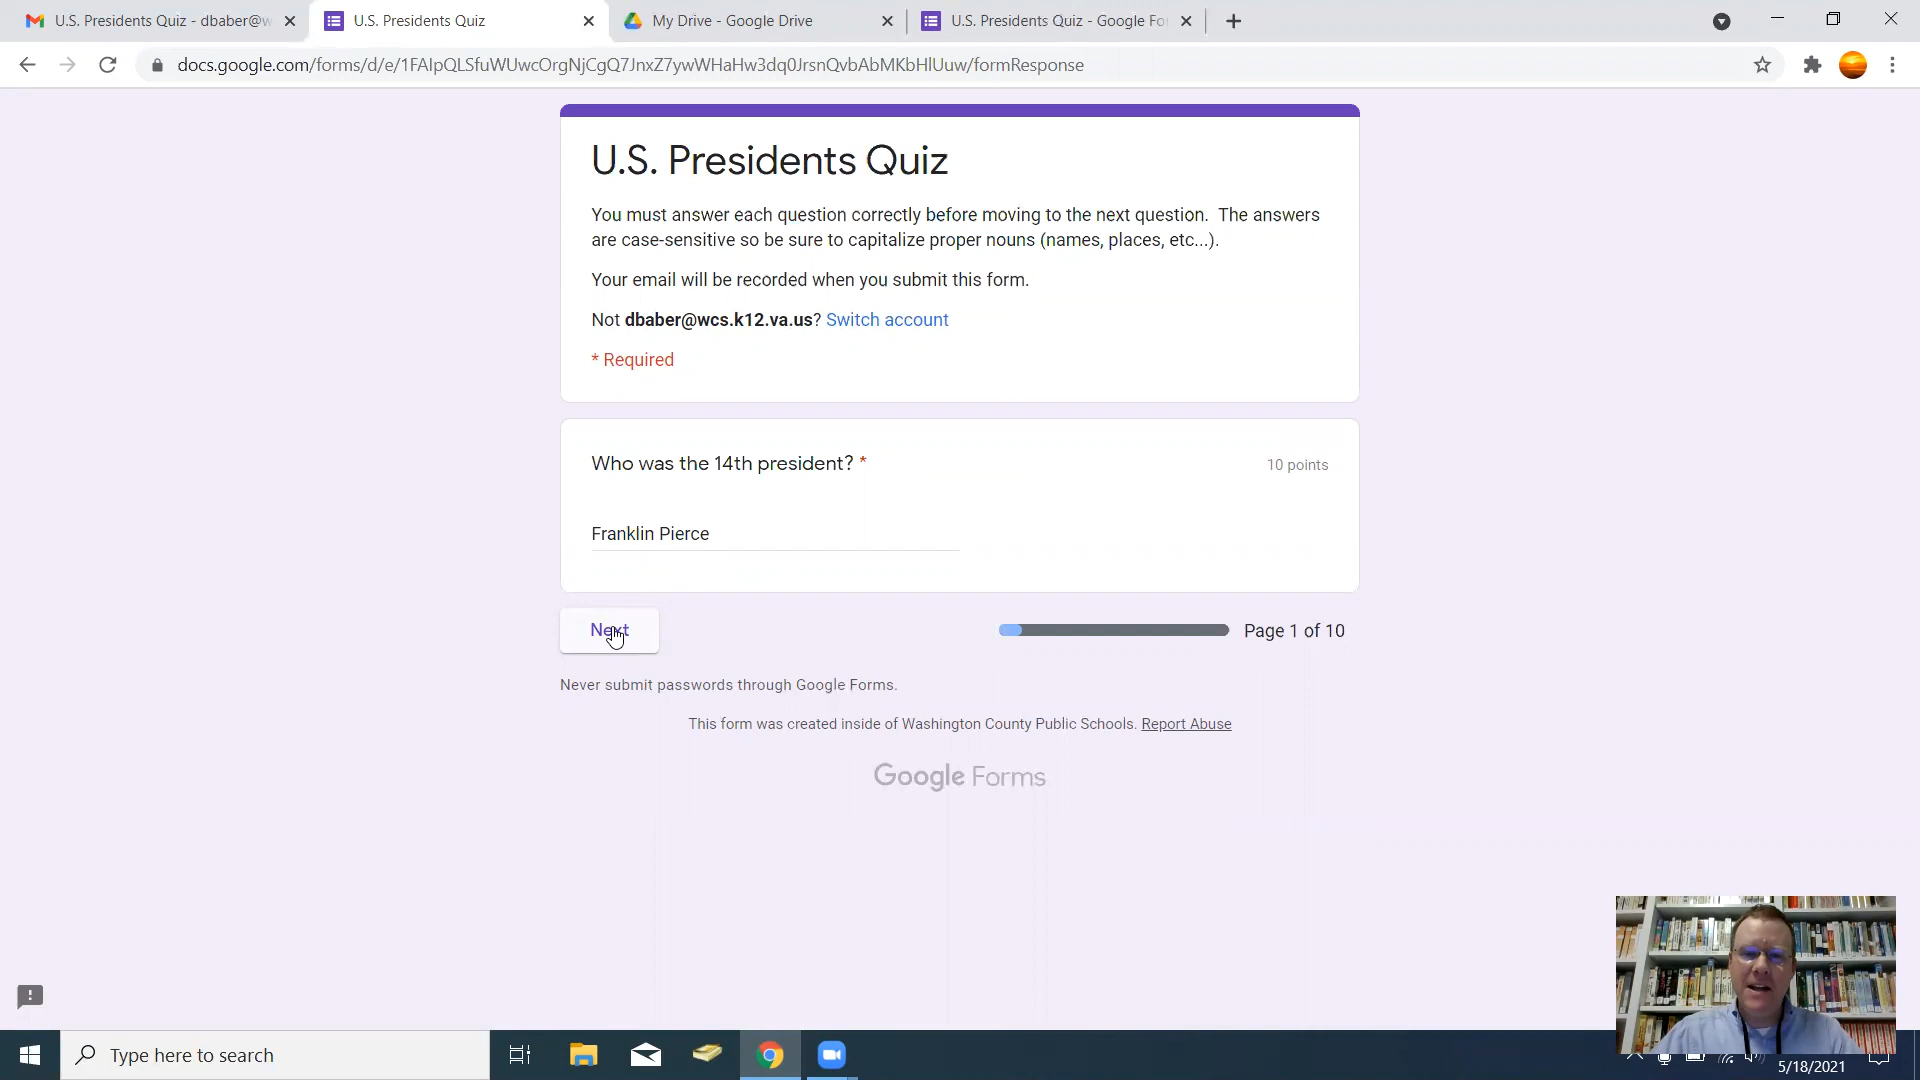 U.S. Presidents Quiz - dbaber@w
U.S. Presidents Quiz
My Drive - Google Drive
U.S. Presidents Quiz - Google Fo
docs.google.com/forms/d/e/1FAIpQLSfuWUwcOrgNjCgQ7JnxZ7ywWHaHw3dq0JrsnQvbAbMKbHlUuw/formResponse
U.S. Presidents Quiz
You must answer each question correctly before moving to the next question. The answers
are case-sensitive so be sure to capitalize proper nouns (names, places, etc...).
Your email will be recorded when you submit this form.
Not dbaber@wcs.k12.va.us? Switch account
* Required
Who was the 14th president? *
10 points
Franklin Pierce
Next
Page 1 of 10
Never submit passwords through Google Forms.
This form was created inside of Washington County Public Schools. Report Abuse
Google Forms
Type here to search
5/18/2021